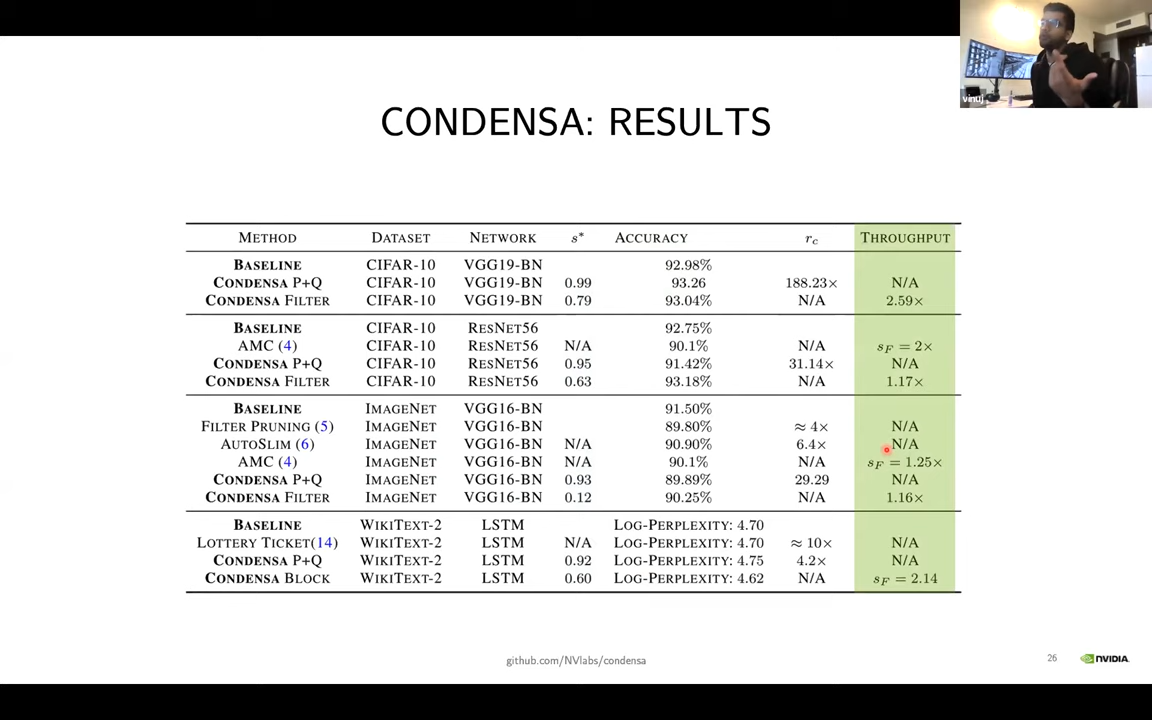 vinuj
CONDENSA: RESULTS
METHOD DATASET NETWORK s* ACCURACY r_c THROUGHPUT
BASELINE CIFAR-10 VGG19-BN 92.98%
CONDENSA P+Q CIFAR-10 VGG19-BN 0.99 93.26 188.23× N/A
CONDENSA FILTER CIFAR-10 VGG19-BN 0.79 93.04% N/A 2.59×
BASELINE CIFAR-10 RESNET56 92.75%
AMC (4) CIFAR-10 RESNET56 N/A 90.1% N/A s_F = 2×
CONDENSA P+Q CIFAR-10 RESNET56 0.95 91.42% 31.14× N/A
CONDENSA FILTER CIFAR-10 RESNET56 0.63 93.18% N/A 1.17×
BASELINE IMAGENET VGG16-BN 91.50%
FILTER PRUNING (5) IMAGENET VGG16-BN 89.80% ≈ 4× N/A
AUTOSLIM (6) IMAGENET VGG16-BN N/A 90.90% 6.4× N/A
AMC (4) IMAGENET VGG16-BN N/A 90.1% N/A s_F = 1.25×
CONDENSA P+Q IMAGENET VGG16-BN 0.93 89.89% 29.29 N/A
CONDENSA FILTER IMAGENET VGG16-BN 0.12 90.25% N/A 1.16×
BASELINE WIKITEXT-2 LSTM LOG-PERPLEXITY: 4.70
LOTTERY TICKET(14) WIKITEXT-2 LSTM N/A LOG-PERPLEXITY: 4.70 ≈ 10× N/A
CONDENSA P+Q WIKITEXT-2 LSTM 0.92 LOG-PERPLEXITY: 4.75 4.2× N/A
CONDENSA BLOCK WIKITEXT-2 LSTM 0.60 LOG-PERPLEXITY: 4.62 N/A s_F = 2.14
github.com/NVlabs/condensa
26
NVIDIA.